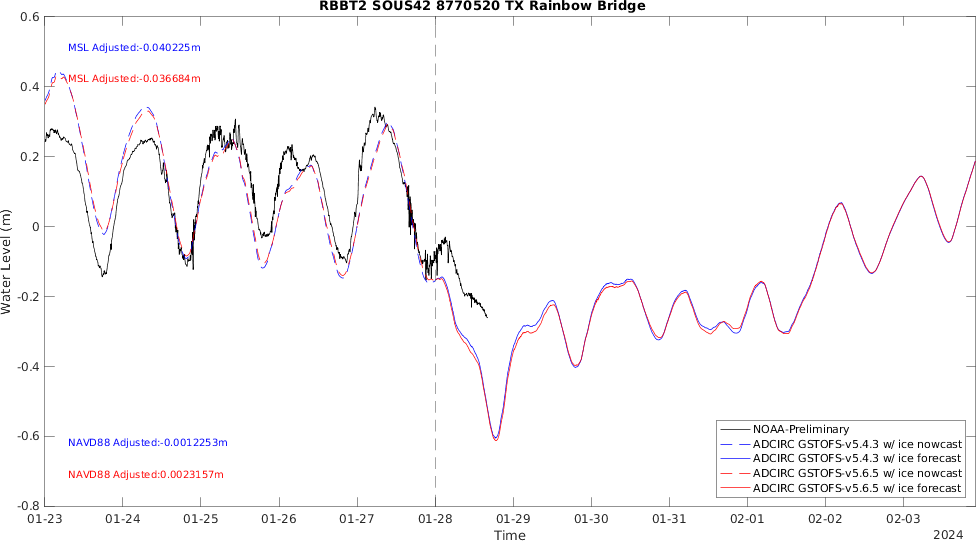 RBBT2 SOUS42 8770520 TX Rainbow Bridge
0.6
0.4
0.2
0
-0.2
-0.4
-0.6
-0.8
Water Level (m)
MSL Adjusted:-0.040225m
MSL Adjusted:-0.036684m
NAVD88 Adjusted:-0.0012253m
NAVD88 Adjusted:0.0023157m
NOAA-Preliminary
ADCIRC GSTOFS-v5.4.3 w/ ice nowcast
ADCIRC GSTOFS-v5.4.3 w/ ice forecast
ADCIRC GSTOFS-v5.6.5 w/ ice nowcast
ADCIRC GSTOFS-v5.6.5 w/ ice forecast
01-23 01-24 01-25 01-26 01-27 01-28 01-29 01-30 01-31 02-01 02-02 02-03
Time
2024